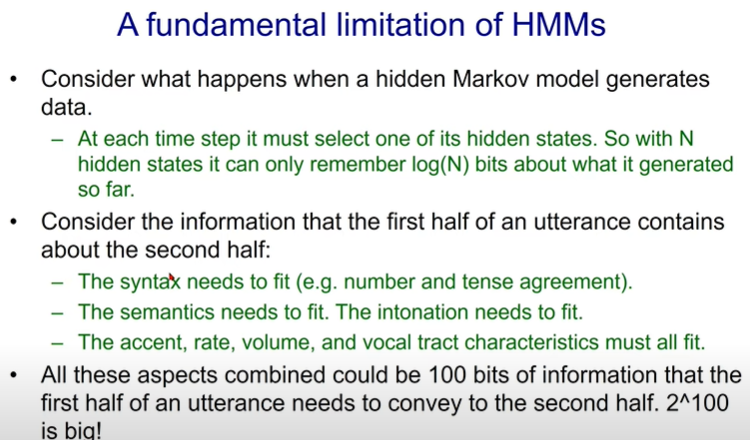 A fundamental limitation of HMMs
• Consider what happens when a hidden Markov model generates
data.
– At each time step it must select one of its hidden states. So with N
hidden states it can only remember log(N) bits about what it generated
so far.
• Consider the information that the first half of an utterance contains
about the second half:
– The syntax needs to fit (e.g. number and tense agreement).
– The semantics needs to fit. The intonation needs to fit.
– The accent, rate, volume, and vocal tract characteristics must all fit.
• All these aspects combined could be 100 bits of information that the
first half of an utterance needs to convey to the second half. 2^100
is big!